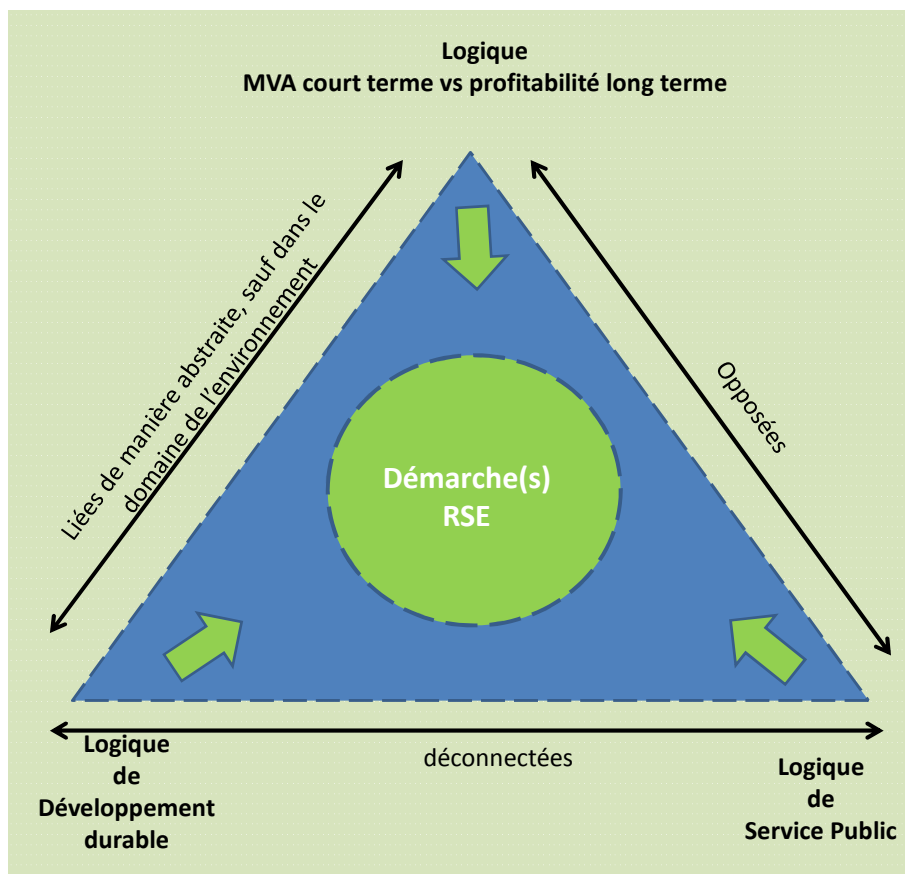 Logique
MVA court terme vs profitabilité long terme
Liées de manière abstraite, sauf dans le
domaine de l'environnement
Opposées
Démarche(s)
RSE
déconnectées
Logique
de
Développement
durable
Logique
de
Service Public